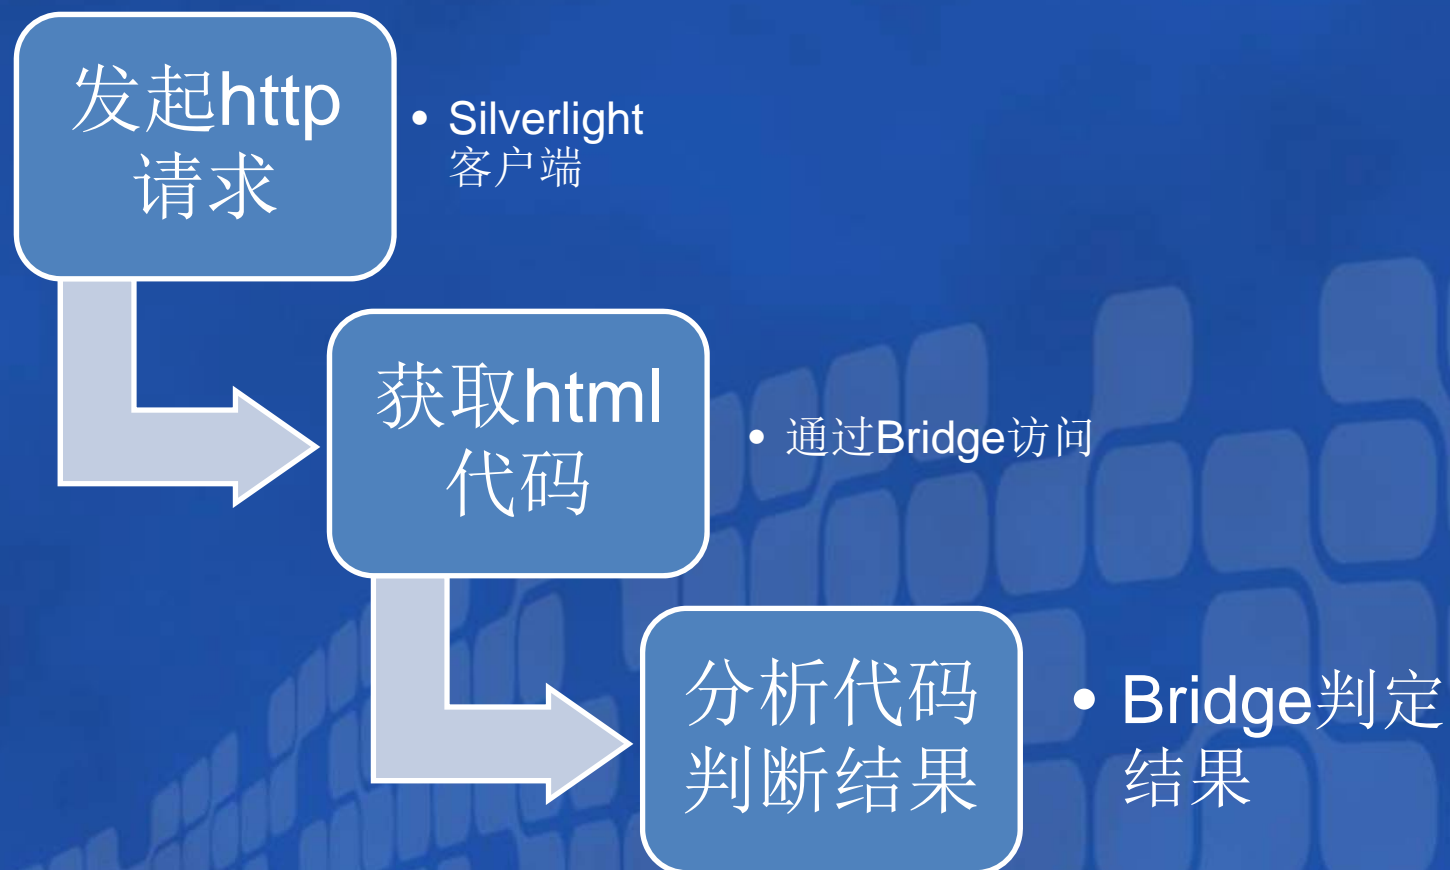 发起http
请求
• Silverlight
客户端
获取html
代码
• 通过Bridge访问
分析代码
判断结果
• Bridge判定
结果